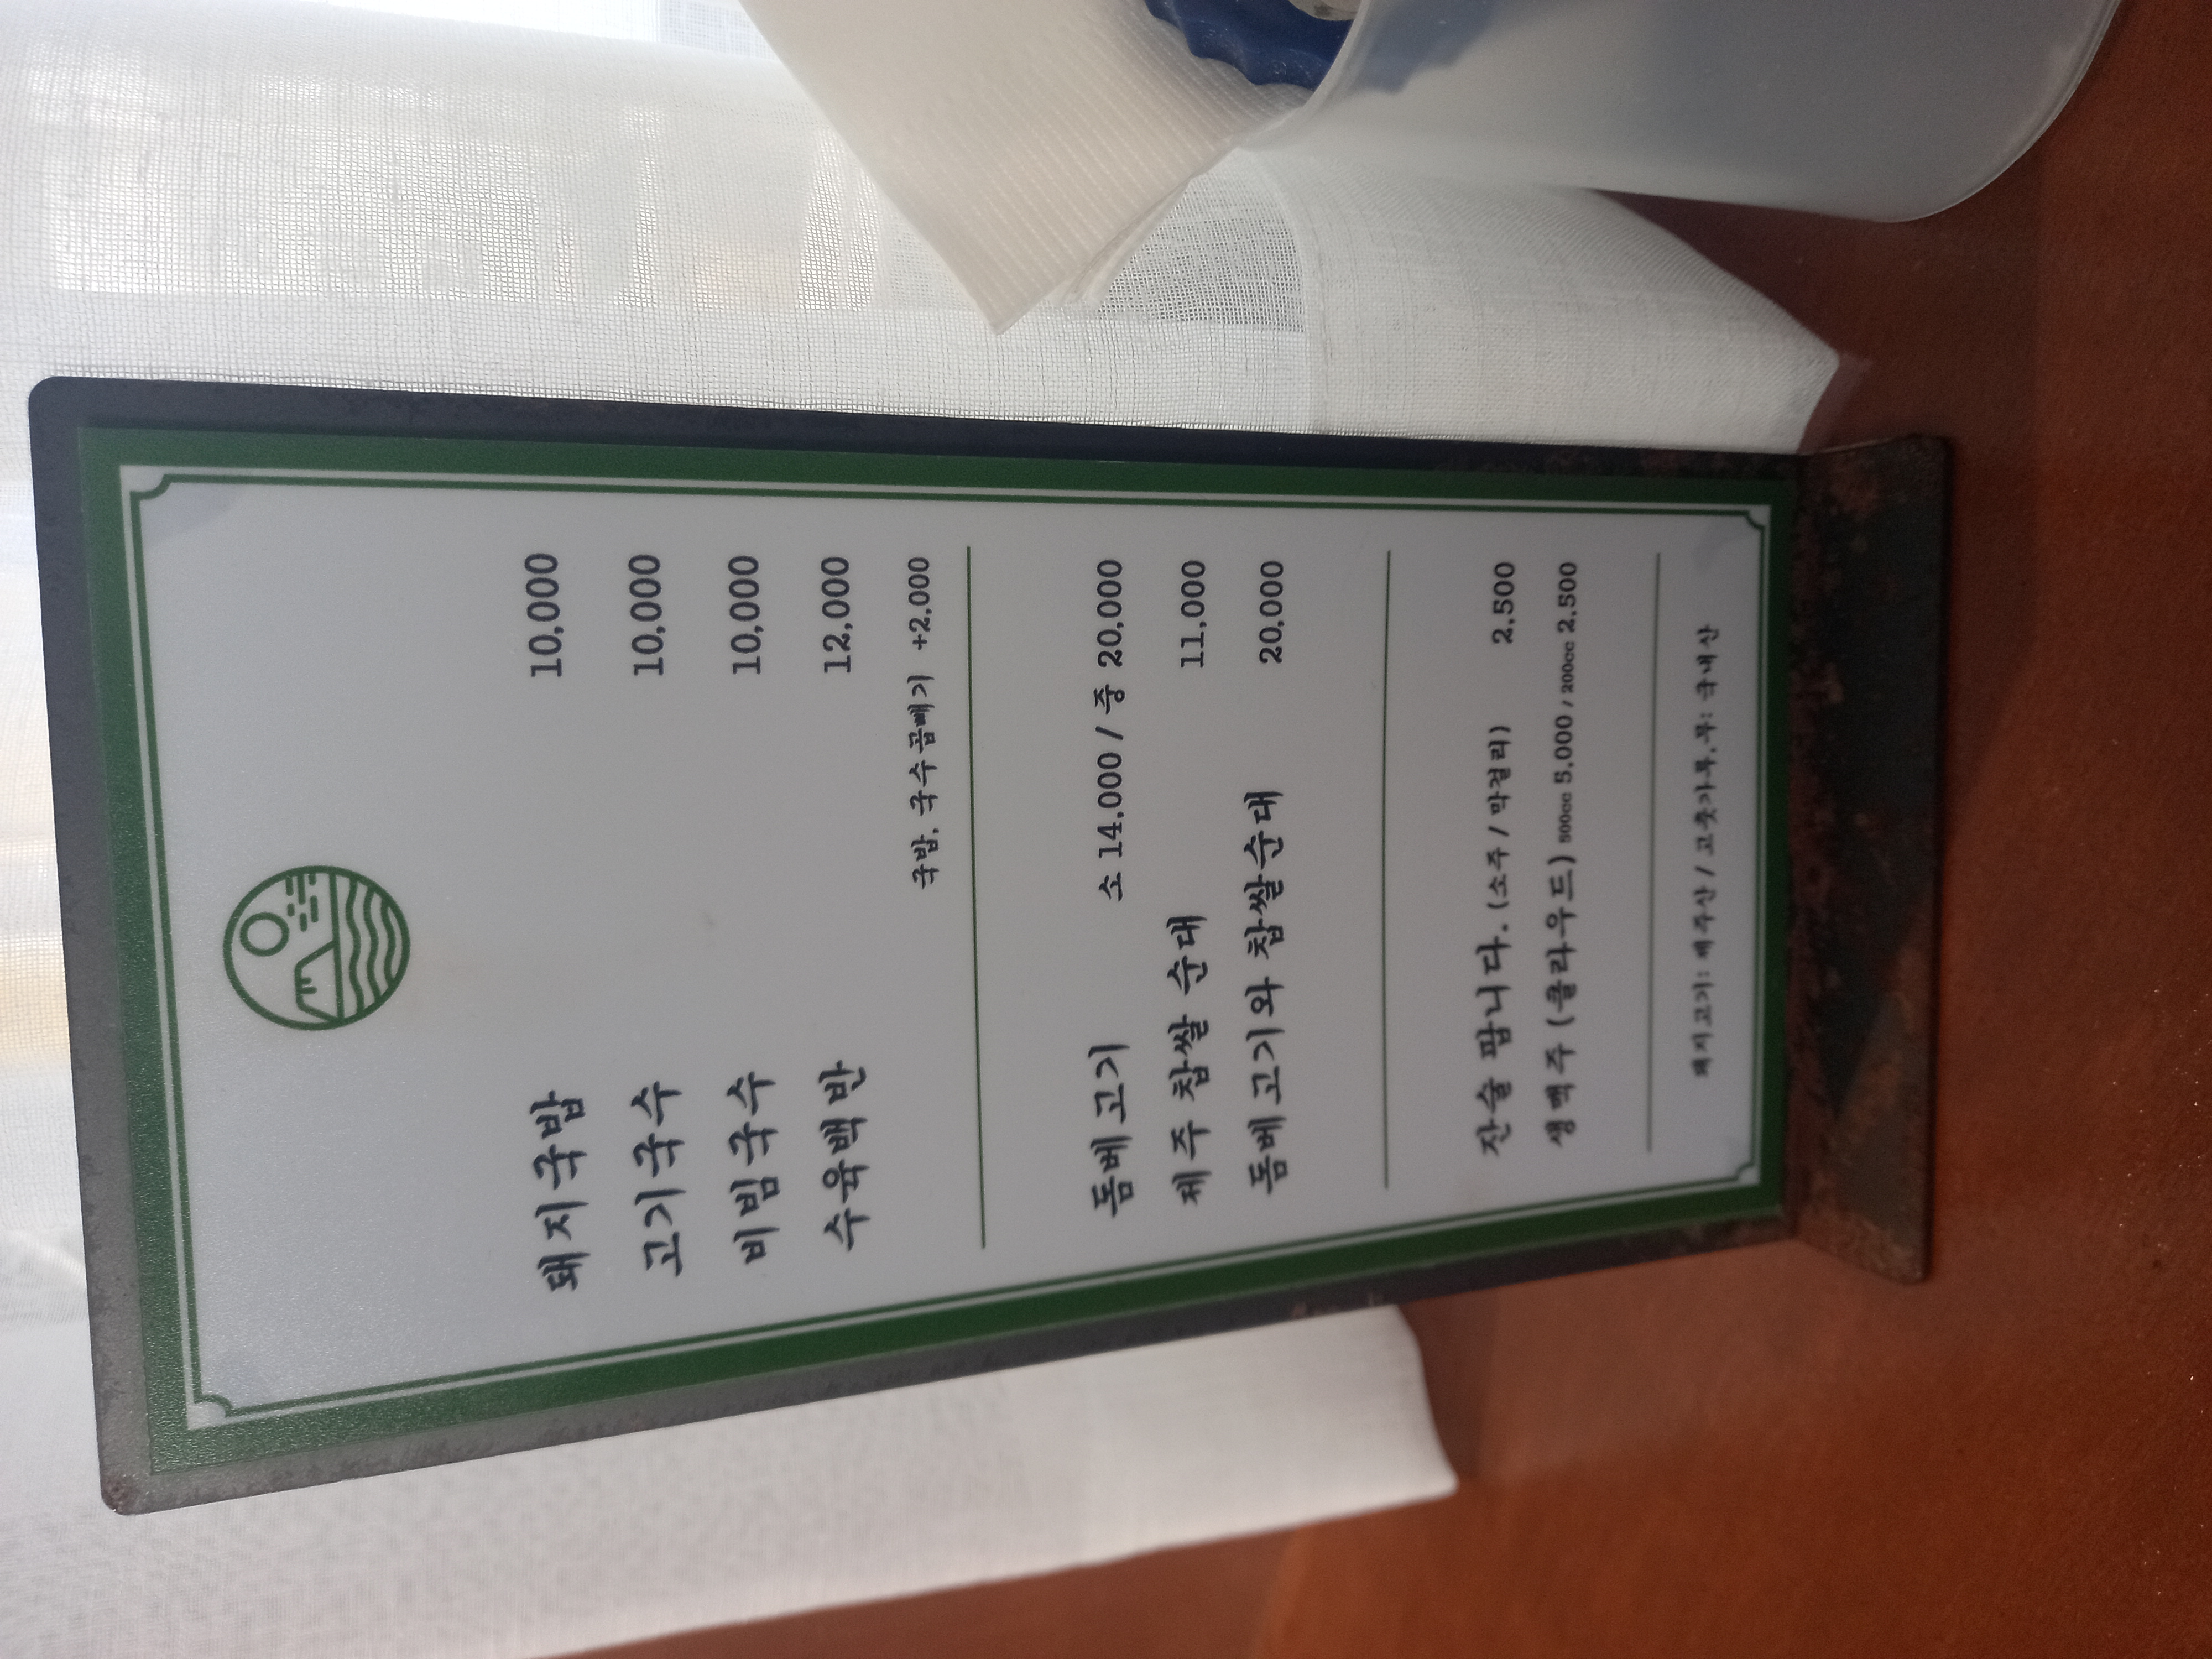 돼지국밥 10,000
고기국수 10,000
비빔국수 10,000
수육백반 12,000
국밥, 국수곱빼기 +2,000
돔베고기 소 14,000 / 중 20,000
제주 찹쌀 순대 11,000
돔베고기와 찹쌀순대 20,000
잔술 팝니다. (소주 / 막걸리) 2,500
생맥주 (클라우드) 500cc 5,000 / 200cc 2,500
돼지고기: 제주산 / 고춧가루,무: 국내산